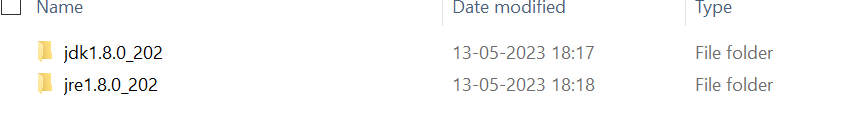 Name Date modified Type
jdk1.8.0_202 13-05-2023 18:17 File folder
jre1.8.0_202 13-05-2023 18:18 File folder